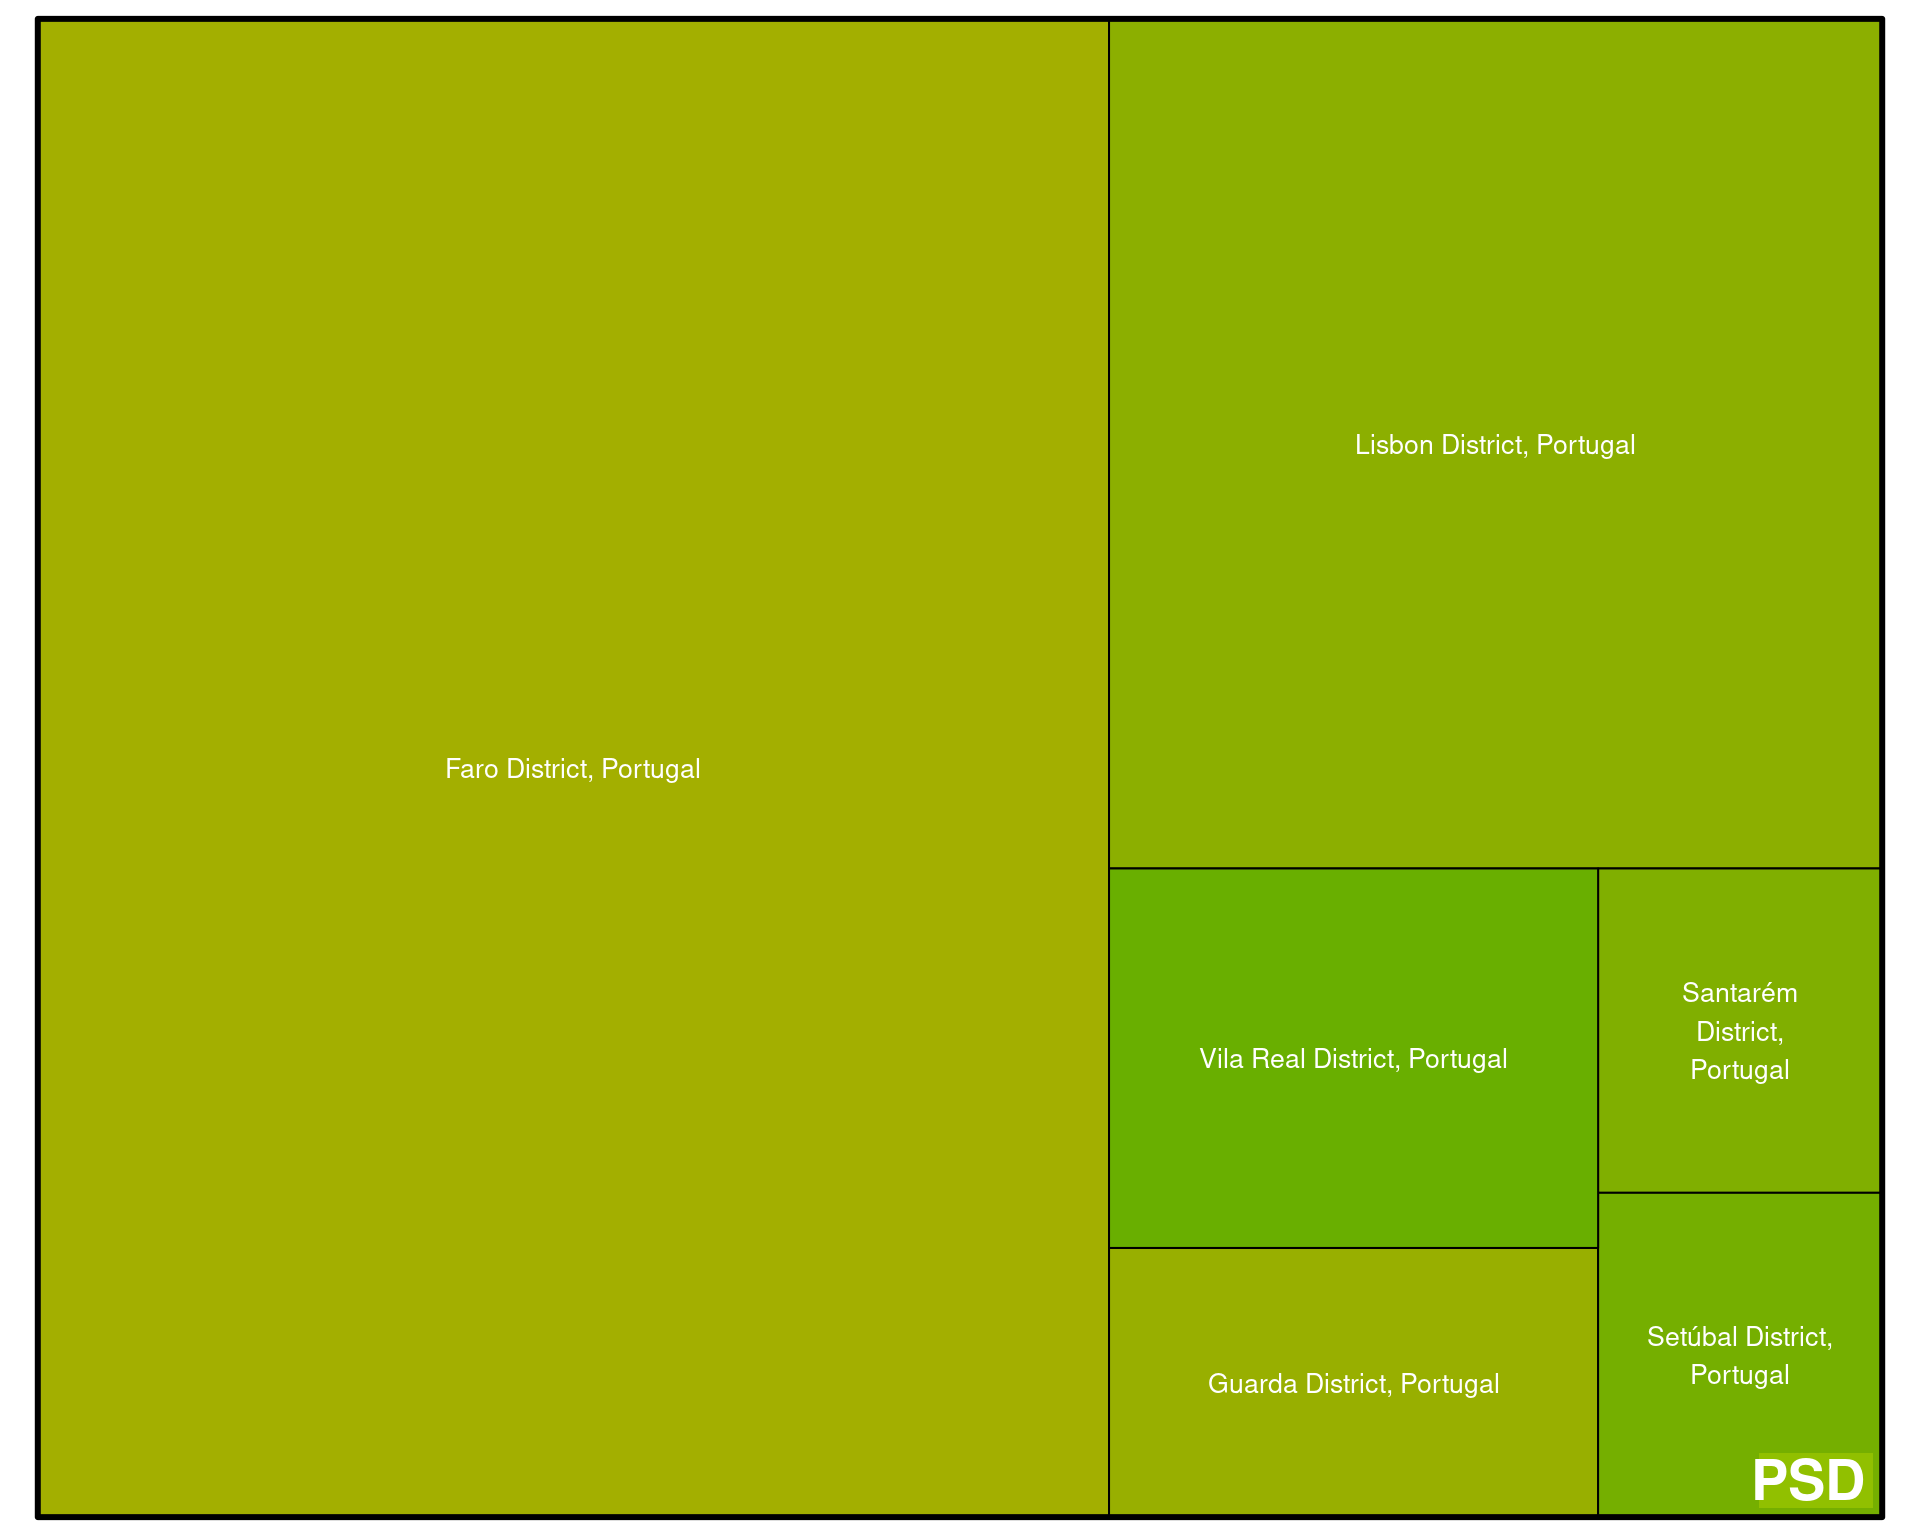 Faro District, Portugal
Lisbon District, Portugal
Vila Real District, Portugal
Santarém
District,
Portugal
Guarda District, Portugal
Setúbal District,
Portugal
PSD